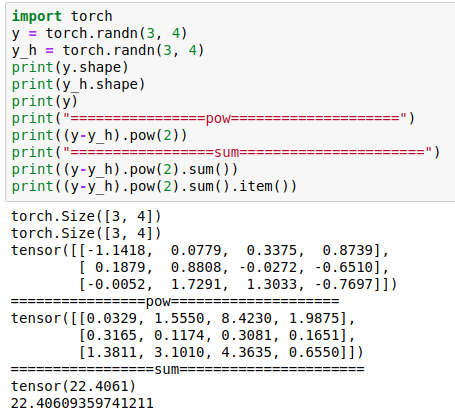 import torch
y = torch.randn(3, 4)
y_h = torch.randn(3, 4)
print(y.shape)
print(y_h.shape)
print(y)
print("================pow====================")
print((y-y_h).pow(2))
print("=================sum======================")
print((y-y_h).pow(2).sum())
print((y-y_h).pow(2).sum().item())
torch.Size([3, 4])
torch.Size([3, 4])
tensor([[-1.1418,  0.0779,  0.3375,  0.8739],
        [ 0.1879,  0.8808, -0.0272, -0.6510],
        [-0.0052,  1.7291,  1.3033, -0.7697]])
================pow====================
tensor([[0.0329, 1.5550, 8.4230, 1.9875],
        [0.3165, 0.1174, 0.3081, 0.1651],
        [1.3811, 3.1010, 4.3635, 0.6550]])
=================sum======================
tensor(22.4061)
22.40609359741211